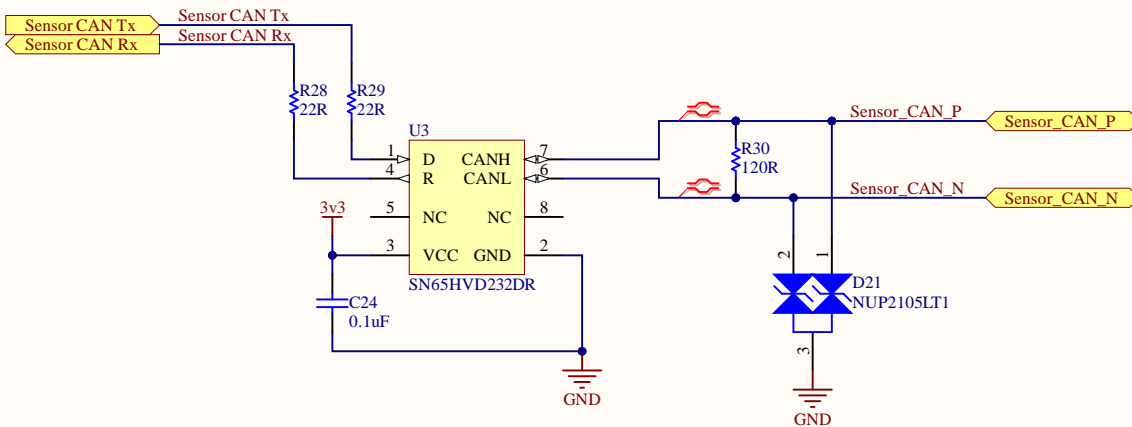 Sensor CAN Tx
Sensor CAN Tx
Sensor CAN Rx
Sensor CAN Rx
R28
22R
R29
22R
U3
1
D
CANH
7
4
R
CANL
6
5
NC
NC
8
3v3
3
VCC
GND
2
SN65HVD232DR
C24
0.1uF
GND
R30
120R
Sensor_CAN_P
Sensor_CAN_P
Sensor_CAN_N
Sensor_CAN_N
2
1
D21
NUP2105LT1
3
GND